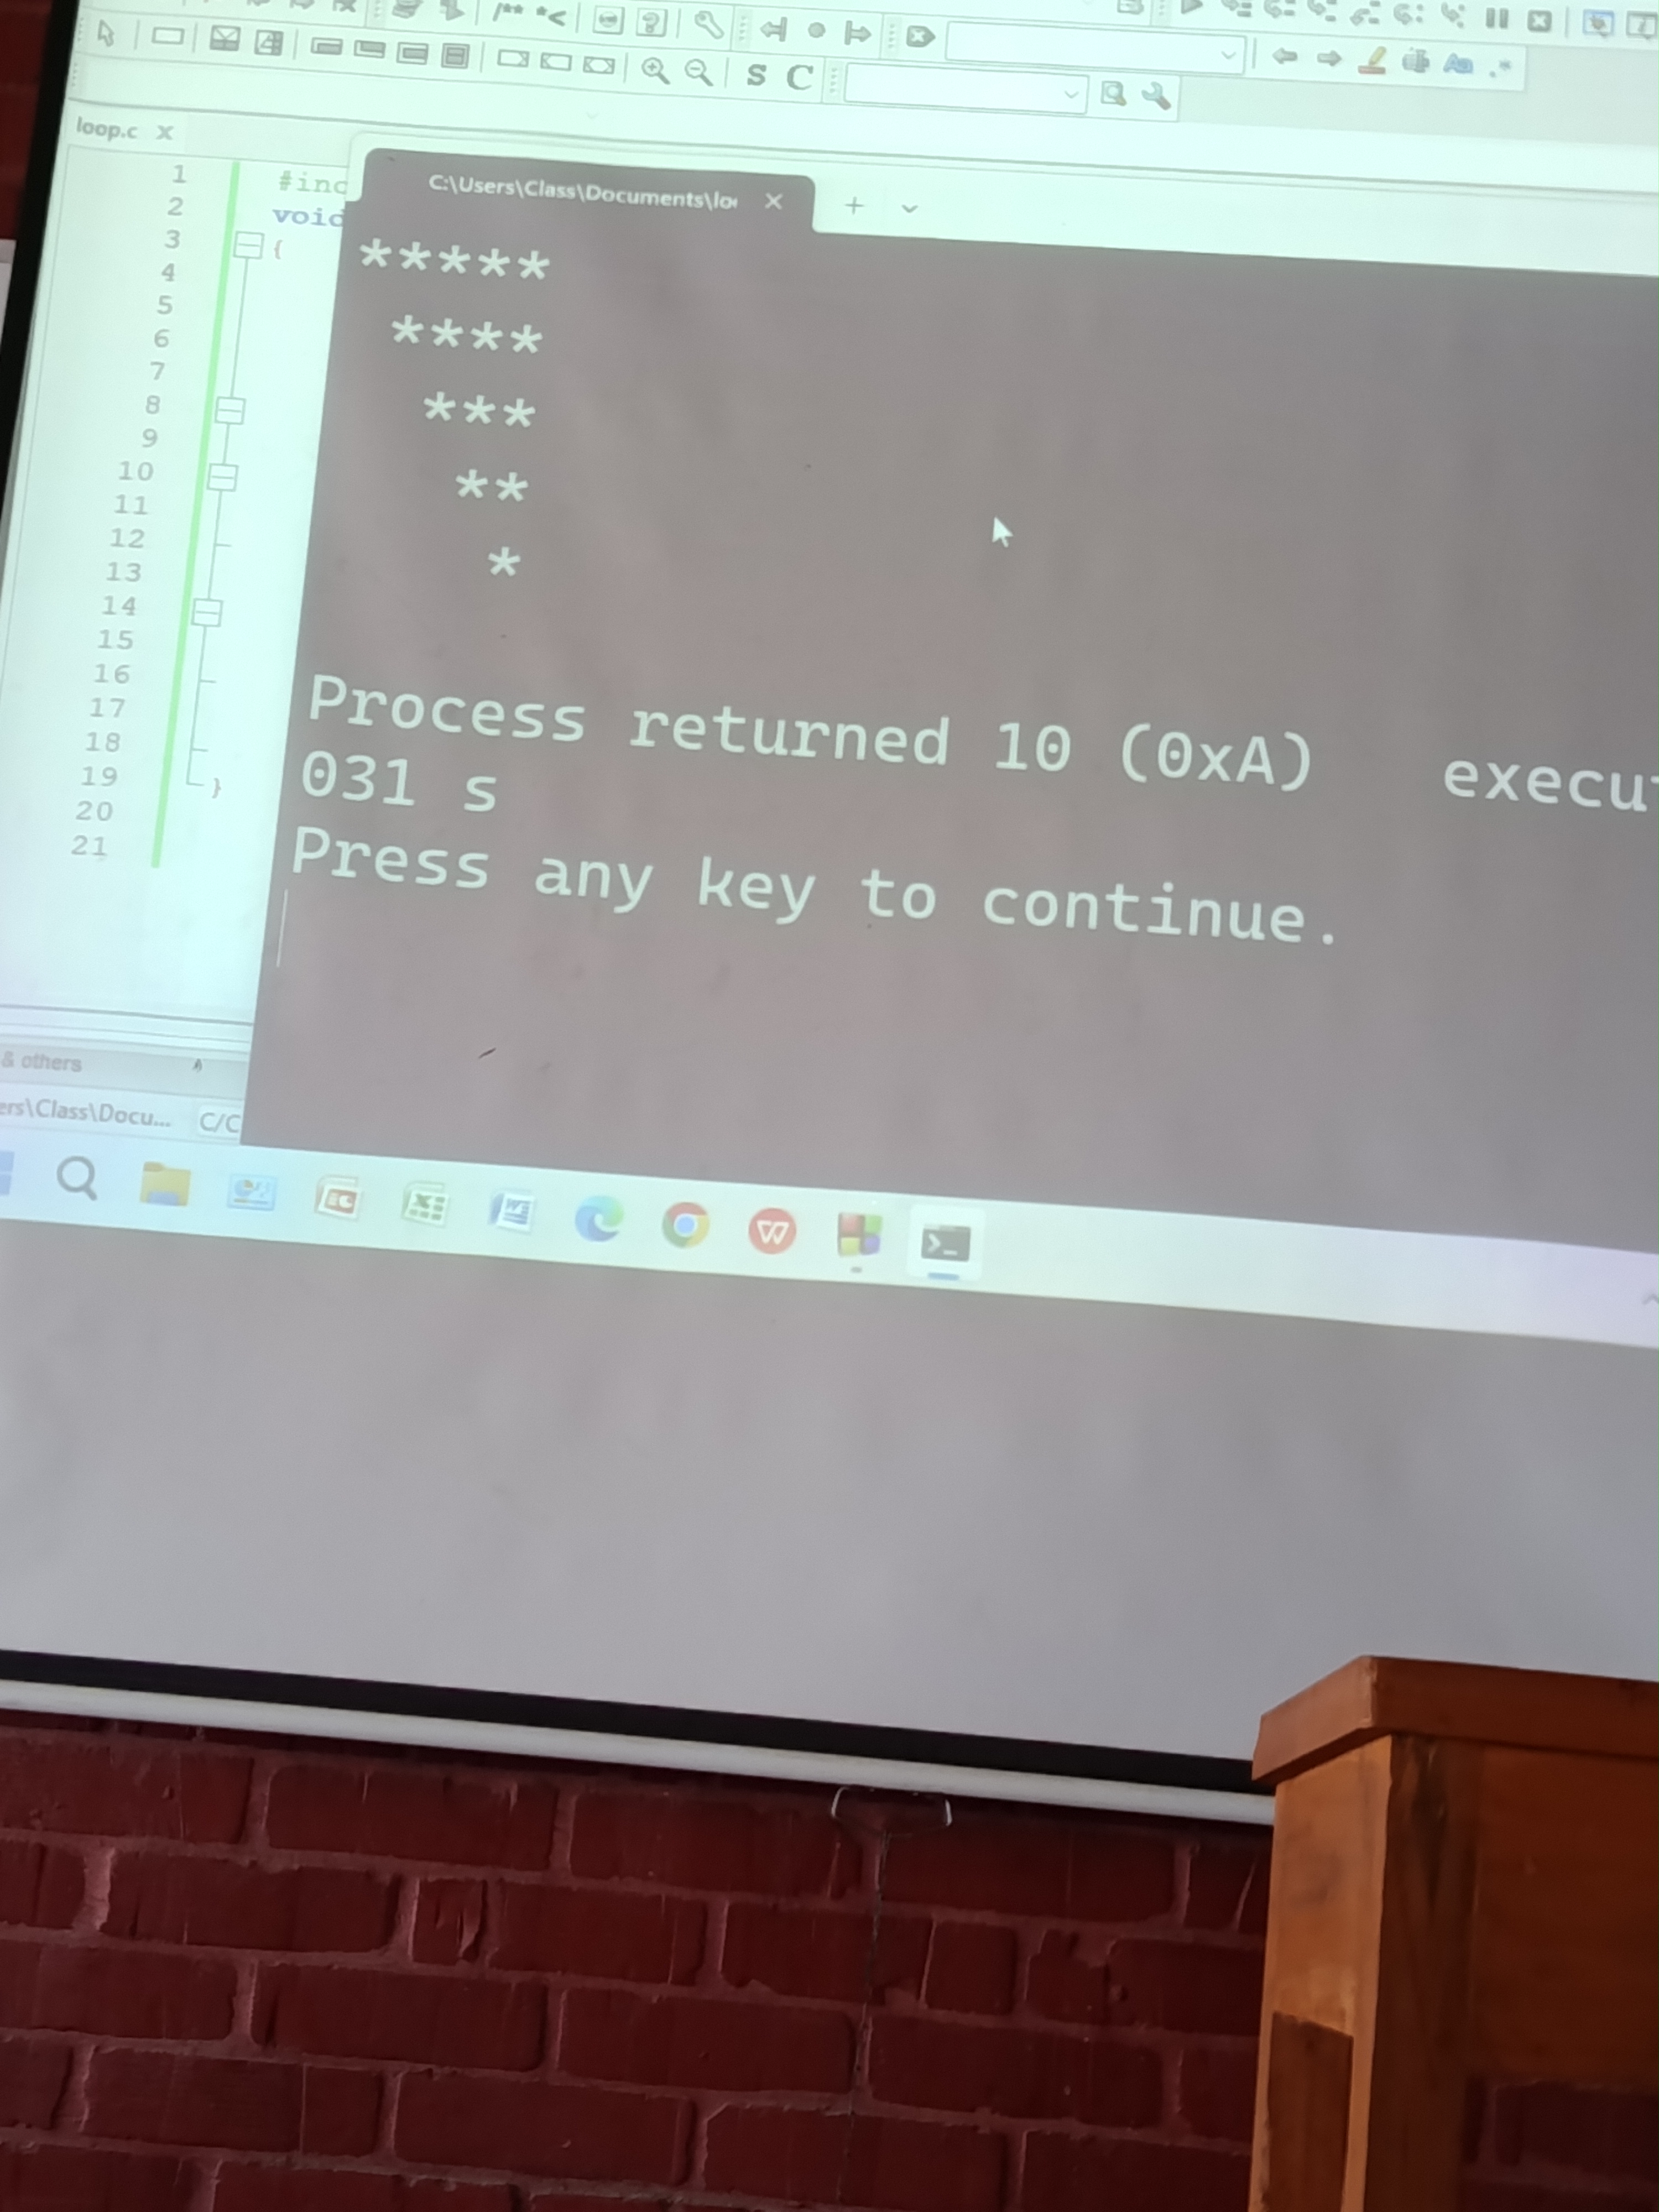 /** *<
S C
loop.c
C:\Users\Class\Documents\lo
1 #inc
2 void
3 {
4
5
6
7
8
9
10
11
12
13
14
15
16
17
18
19 }
20
21
*****
 ****
  ***
   **
    *
Process returned 10 (0xA) execu
031 s
Press any key to continue.
& others
ers\Class\Docu... C/C